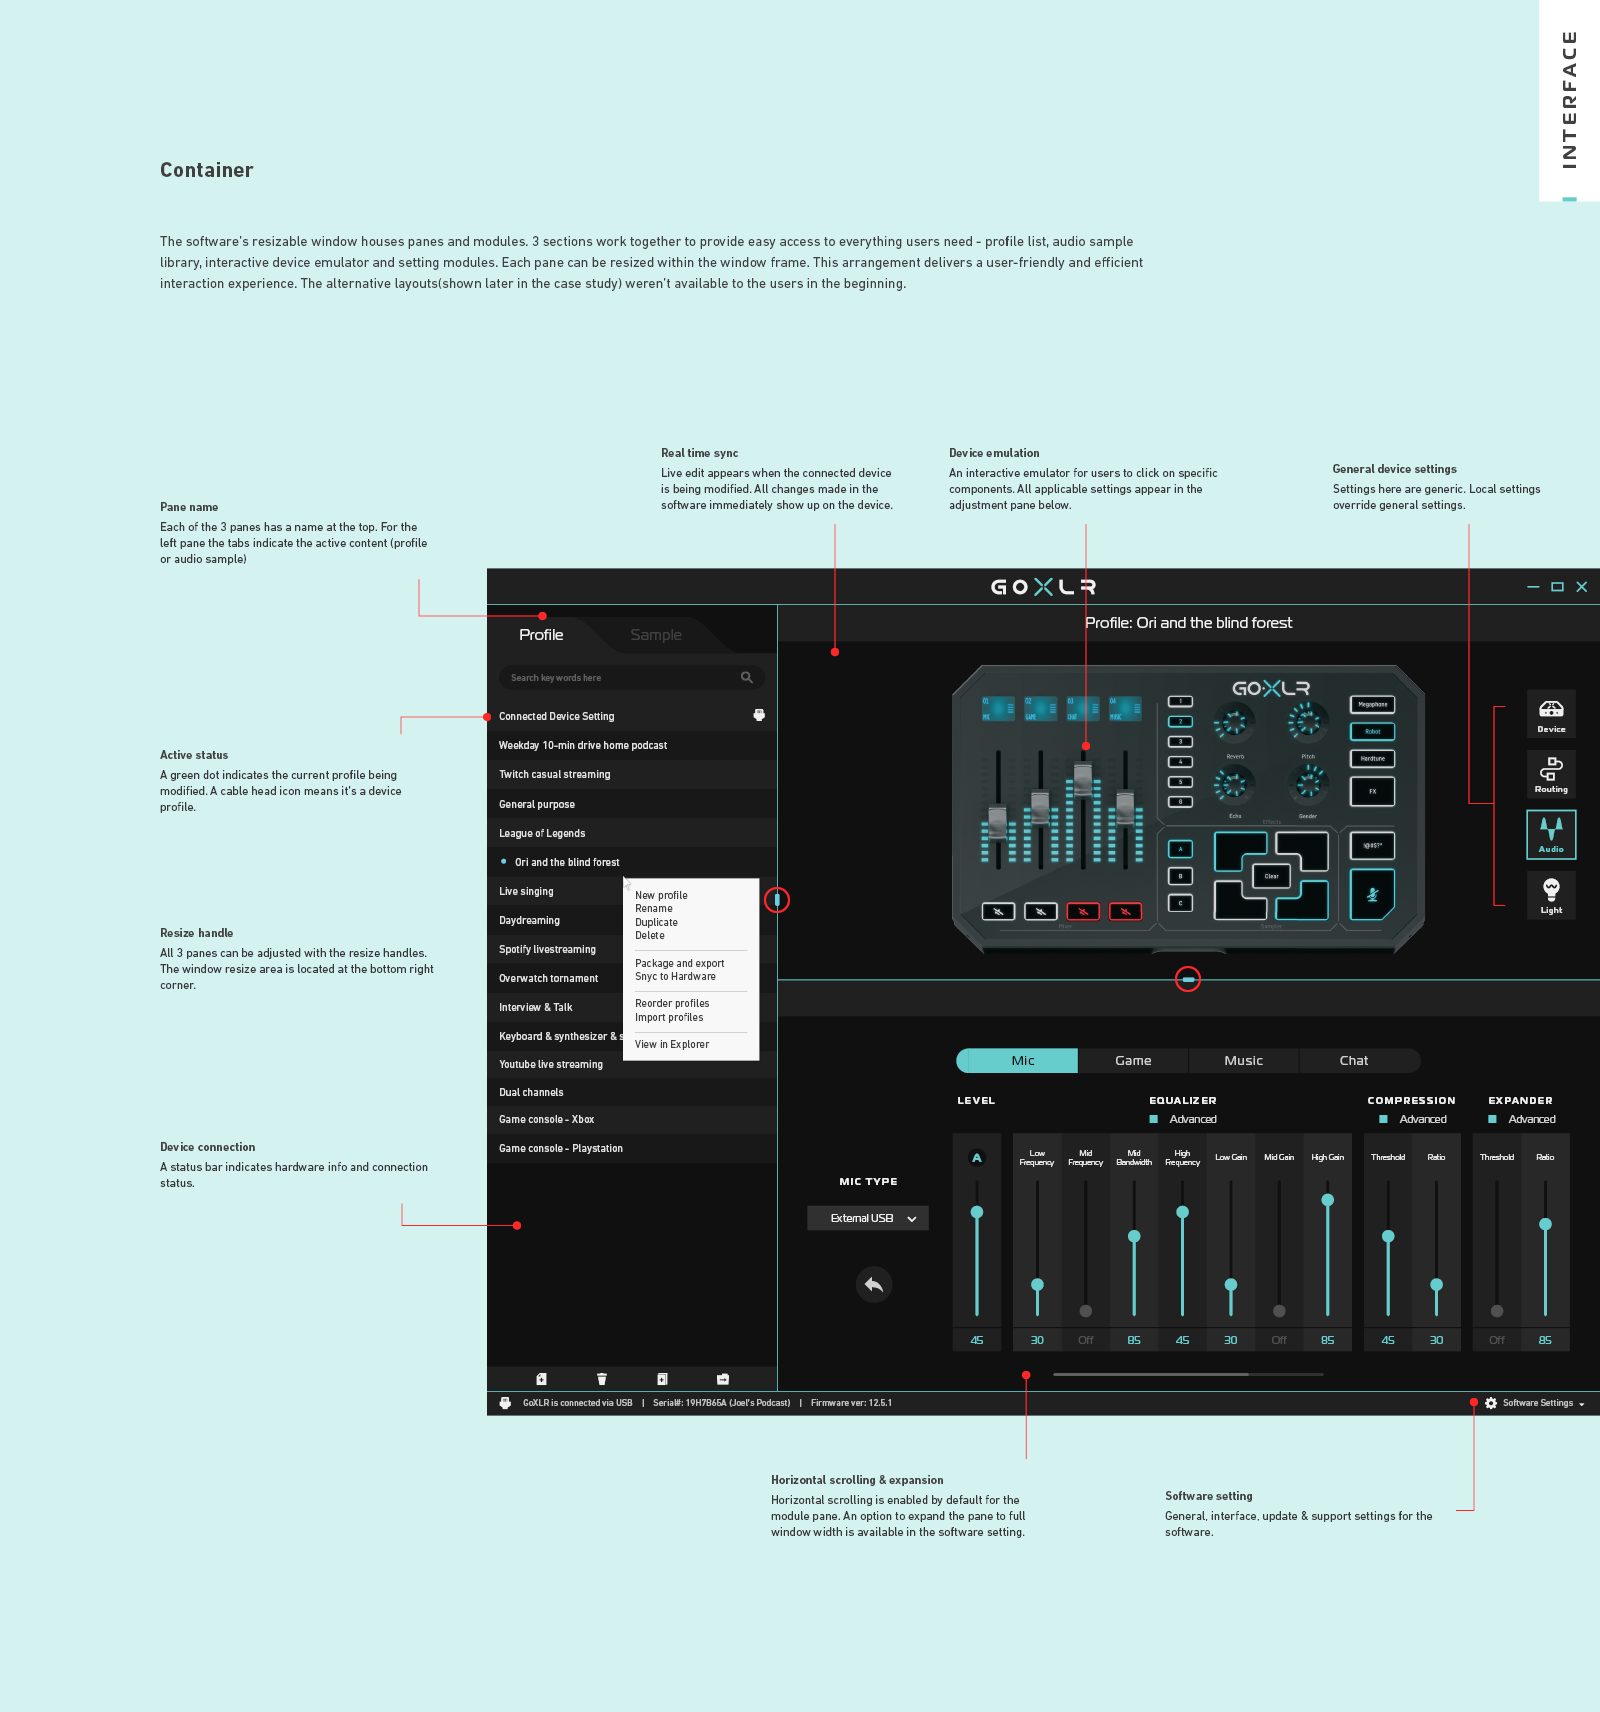 INTERFACE
Container
The software's resizable window houses panes and modules. 3 sections work together to provide easy access to everything users need - profile list, audio sample
library, interactive device emulator and setting modules. Each pane can be resized within the window frame. This arrangement delivers a user-friendly and efficient
interaction experience. The alternative layouts(shown later in the case study) weren't available to the users in the beginning.
Real time sync
Live edit appears when the connected device
is being modified. All changes made in the
software immediately show up on the device.
Device emulation
An interactive emulator for users to click on specific
components. All applicable settings appear in the
adjustment pane below.
General device settings
Settings here are generic. Local settings
override general settings.
Pane name
Each of the 3 panes has a name at the top. For the
left pane the tabs indicate the active content (profile
or audio sample)
Active status
A green dot indicates the current profile being
modified. A cable head icon means it's a device
profile.
Resize handle
All 3 panes can be adjusted with the resize handles.
The window resize area is located at the bottom right
corner.
Device connection
A status bar indicates hardware info and connection
status.
GOXLR
Profile
Sample
Search key words here
Connected Device Setting
Weekday 10-min drive home podcast
Twitch casual streaming
General purpose
League of Legends
Ori and the blind forest
Live singing
Daydreaming
Spotify livestreaming
Overwatch tornament
Interview & Talk
Keyboard & synthesizer & s
Youtube live streaming
Dual channels
Game console - Xbox
Game console - Playstation
New profile
Rename
Duplicate
Delete
Package and export
Snyc to Hardware
Reorder profiles
Import profiles
View in Explorer
Profile: Ori and the blind forest
GO-XLR
01
MIC
02
GAME
03
CHAT
04
MUSIC
1
2
3
4
5
6
Reverb
Pitch
Echo
Gender
Megaphone
Robot
Hardtune
FX
Effects
A
B
C
Clear
!@#$?*
Mixer
Sampler
Device
Routing
Audio
Light
Mic
Game
Music
Chat
LEVEL
EQUALIZER
COMPRESSION
EXPANDER
Advanced
Advanced
Advanced
MIC TYPE
External USB
A
Low
Frequency
Mid
Frequency
Mid
Bandwidth
High
Frequency
Low Gain
Mid Gain
High Gain
Threshold
Ratio
Threshold
Ratio
45
30
Off
85
45
30
Off
85
45
30
Off
85
GoXLR is connected via USB | Serial#: 19H7B65A (Joel's Podcast) | Firmware ver: 12.5.1
Software Settings
Horizontal scrolling & expansion
Horizontal scrolling is enabled by default for the
module pane. An option to expand the pane to full
window width is available in the software setting.
Software setting
General, interface, update & support settings for the
software.